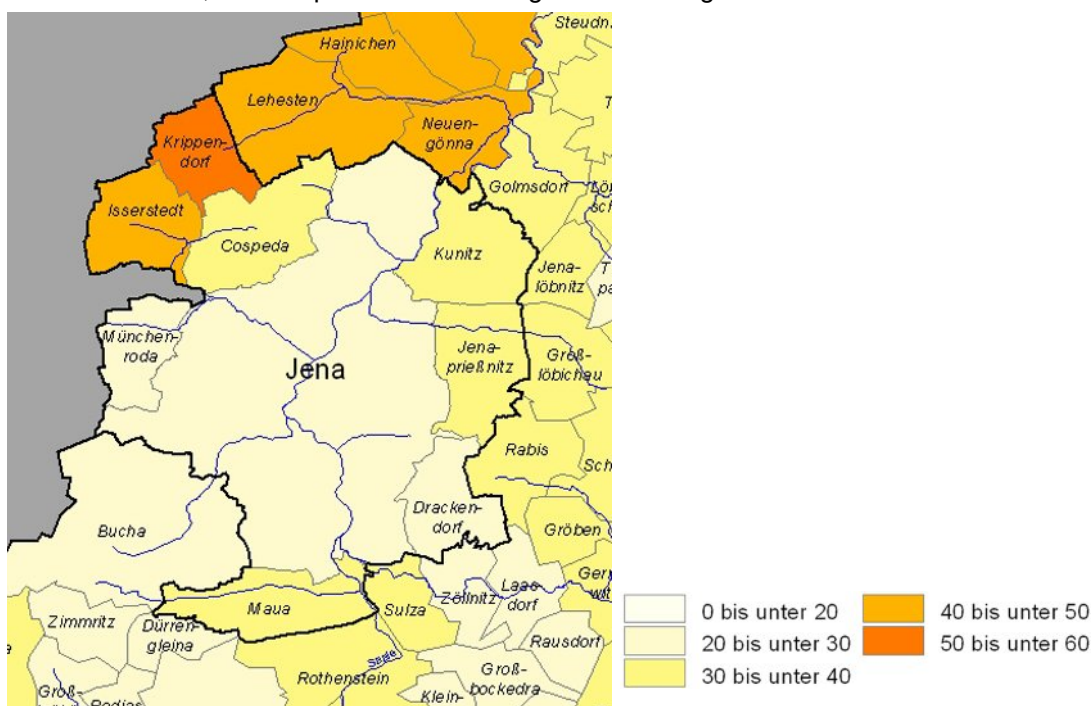 Steudn.
Hainichen
Lehesten
Neuen-
gönna
Krippen-
dorf
Golmsdorf
Isserstedt
Cospeda
Kunitz
Jena-
löbnitz
München-
roda
Jena
Jena-
prießnitz
Groß-
löbichau
Rabis
Sch
Bucha
Dracken-
dorf
Gröben
Maua
Sulza
Zöllnitz
Laas-
dorf
Zimmritz
Dürren-
gleina
Rausdorf
Saale
Rothenstein
Groß-
bockedra
Klein-
Groß-
0 bis unter 20
20 bis unter 30
30 bis unter 40
40 bis unter 50
50 bis unter 60